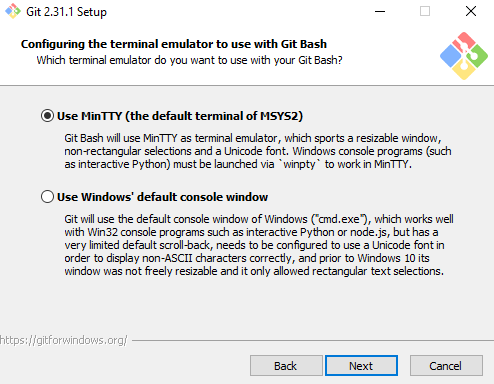 Git 2.31.1 Setup
Configuring the terminal emulator to use with Git Bash
Which terminal emulator do you want to use with your Git Bash?
Use MinTTY (the default terminal of MSYS2)
Git Bash will use MinTTY as terminal emulator, which sports a resizable window,
non-rectangular selections and a Unicode font. Windows console programs (such
as interactive Python) must be launched via `winpty` to work in MinTTY.
Use Windows' default console window
Git will use the default console window of Windows ("cmd.exe"), which works well
with Win32 console programs such as interactive Python or node.js, but has a
very limited default scroll-back, needs to be configured to use a Unicode font in
order to display non-ASCII characters correctly, and prior to Windows 10 its
window was not freely resizable and it only allowed rectangular text selections.
https://gitforwindows.org/
Back
Next
Cancel